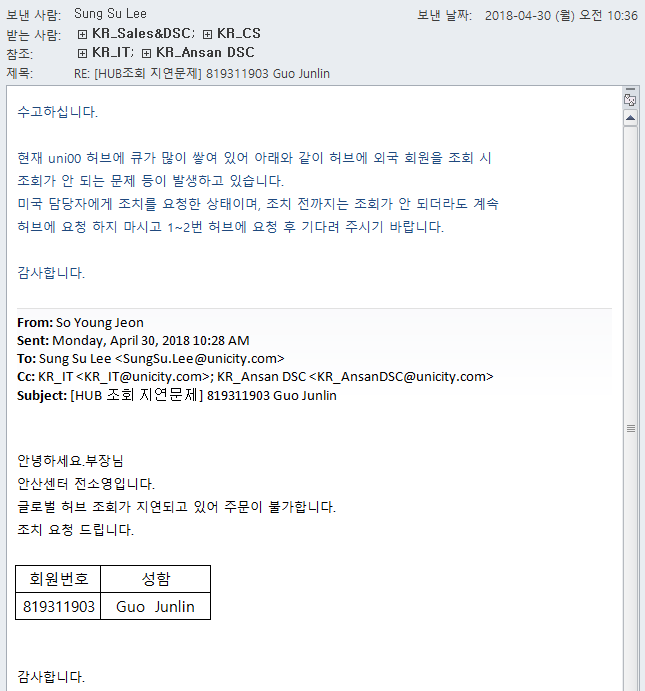 보낸 사람: Sung Su Lee 보낸 날짜: 2018-04-30 (월) 오전 10:36
받는 사람: KR_Sales&DSC; KR_CS
참조: KR_IT; KR_Ansan DSC
제목: RE: [HUB조회 지연문제] 819311903 Guo Junlin
수고하십니다.
현재 uni00 허브에 큐가 많이 쌓여 있어 아래와 같이 허브에 외국 회원을 조회 시
조회가 안 되는 문제 등이 발생하고 있습니다.
미국 담당자에게 조치를 요청한 상태이며, 조치 전까지는 조회가 안 되더라도 계속
허브에 요청 하지 마시고 1~2번 허브에 요청 후 기다려 주시기 바랍니다.
감사합니다.
From: So Young Jeon
Sent: Monday, April 30, 2018 10:28 AM
To: Sung Su Lee <SungSu.Lee@unicity.com>
Cc: KR_IT <KR_IT@unicity.com>; KR_Ansan DSC <KR_AnsanDSC@unicity.com>
Subject: [HUB 조회 지연문제] 819311903 Guo Junlin
안녕하세요.부장님
안산센터 전소영입니다.
글로벌 허브 조회가 지연되고 있어 주문이 불가합니다.
조치 요청 드립니다.
회원번호 성함
819311903 Guo Junlin
감사합니다.